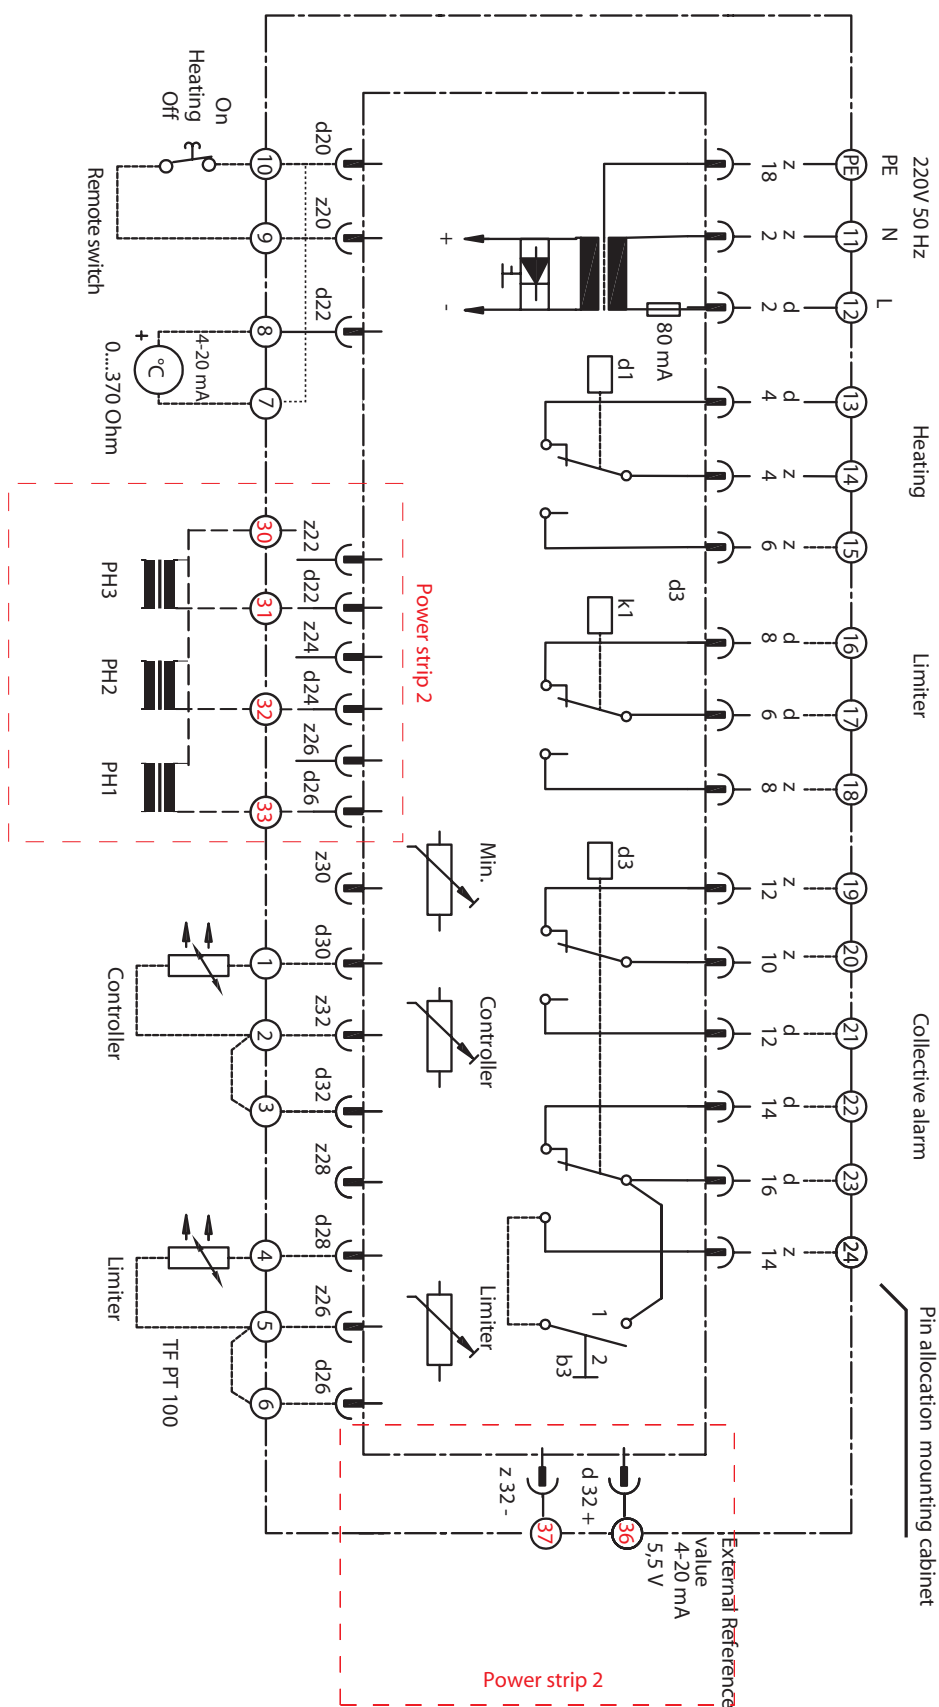 Pin allocation mounting cabinet
220V 50 Hz
Heating
Limiter
Collective alarm
PE
N
L
PE
11
12
13
14
15
16
17
18
19
20
21
22
23
24
z
18
z
2
d
2
d
4
z
4
z
6
d
8
d
6
z
8
z
12
z
10
d
12
d
14
d
16
z
14
80 mA
d3
d1
k1
d3
1
2
b3
+
-
Min.
Controller
Limiter
d 32 +
z 32 -
36
37
External Reference
value
4-20 mA
5,5 V
Power strip 2
Power strip 2
d20
z20
d22
z22
d22
z24
d24
z26
d26
z30
d30
z32
d32
z28
d28
z26
d26
10
9
8
7
30
31
32
33
1
2
3
4
5
6
On
Heating
Off
Remote switch
4-20 mA
+
°C
0....370 Ohm
PH3
PH2
PH1
Controller
Limiter
TF PT 100